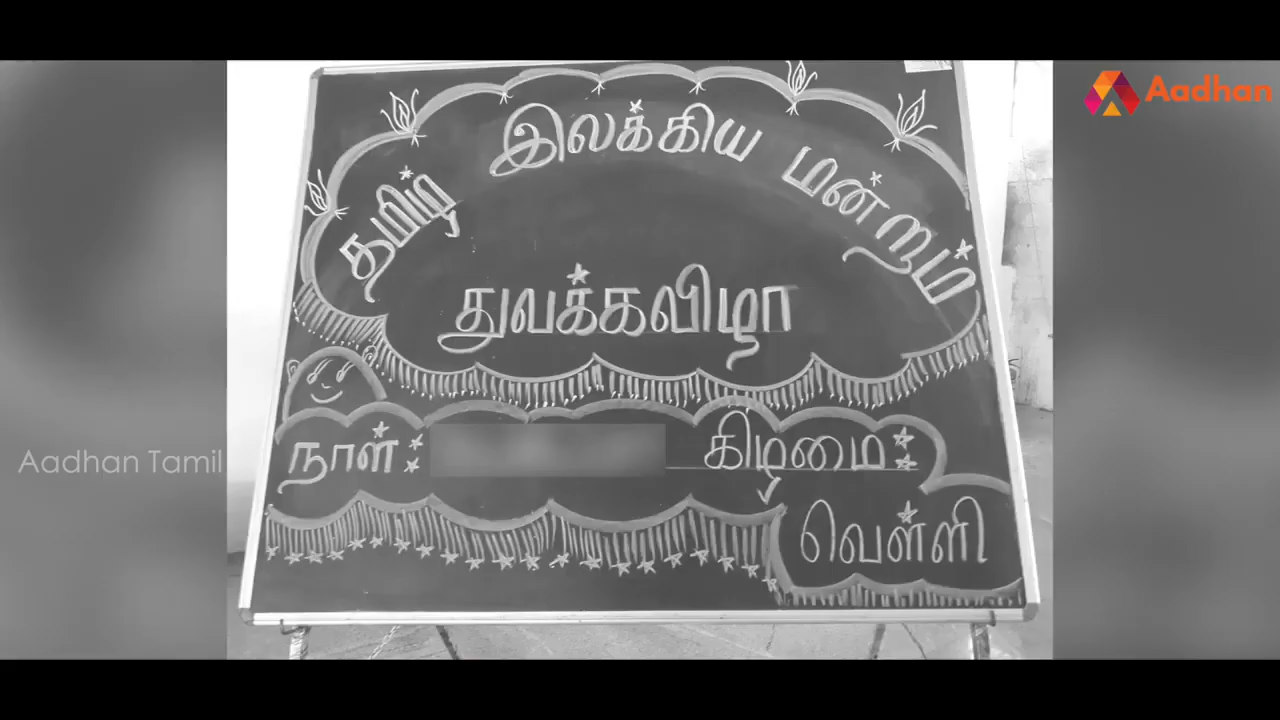 Aadhan
தமிழ் இலக்கிய மன்றம்
துவக்கவிழா
நாள்: கிழமை:
வெள்ளி
Aadhan Tamil